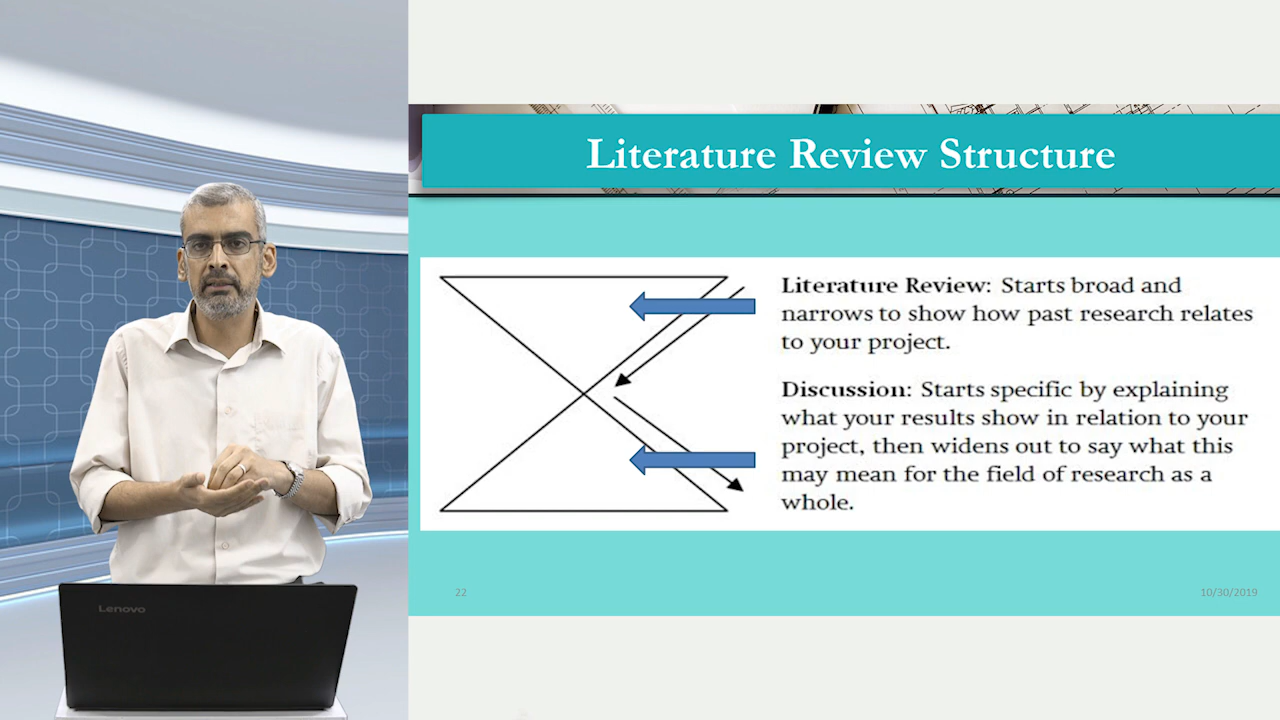 Literature Review Structure
Literature Review: Starts broad and
narrows to show how past research relates
to your project.
Discussion: Starts specific by explaining
what your results show in relation to your
project, then widens out to say what this
may mean for the field of research as a
whole.
22
10/30/2019
Lenovo